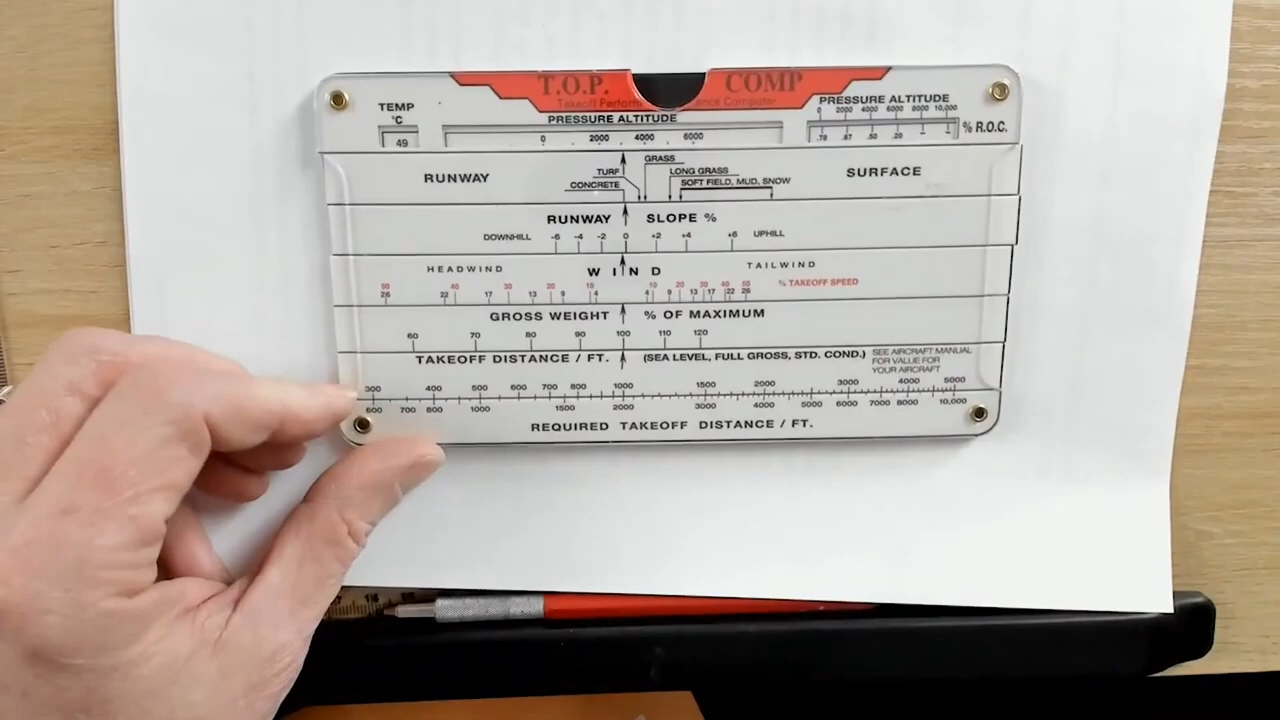 T.O.P. COMP
Takeoff Perform nce Computer
TEMP
°C
49
PRESSURE ALTITUDE
0 2000 4000 6000
PRESSURE ALTITUDE
0 2000 4000 6000 8000 10,000
.78 .67 .50 .20 – –
% R.O.C.
RUNWAY
GRASS
TURF
LONG GRASS
CONCRETE
SOFT FIELD, MUD, SNOW
SURFACE
RUNWAY SLOPE %
DOWNHILL -6 -4 -2 0 +2 +4 +6 UPHILL
HEADWIND WIND TAILWIND
50 40 30 20 10 10 20 30 40 50 % TAKEOFF SPEED
26 22 17 13 9 4 4 9 13 17 22 26
GROSS WEIGHT % OF MAXIMUM
60 70 80 90 100 110 120
TAKEOFF DISTANCE / FT. (SEA LEVEL, FULL GROSS, STD. COND.)
SEE AIRCRAFT MANUAL
FOR VALUE FOR
YOUR AIRCRAFT
300 400 500 600 700 800 1000 1500 2000 3000 4000 5000
600 700 800 1000 1500 2000 3000 4000 5000 6000 7000 8000 10,000
REQUIRED TAKEOFF DISTANCE / FT.